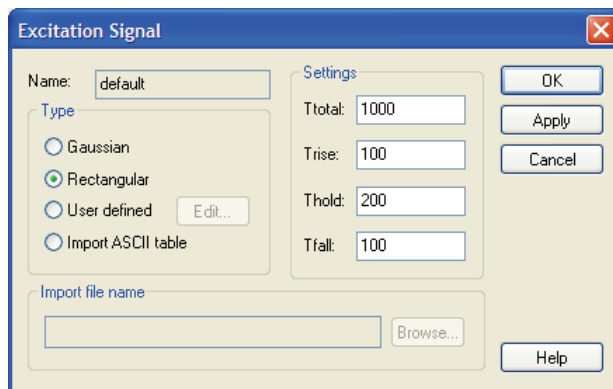 Excitation Signal
Name: default
Type
Gaussian
Rectangular
User defined Edit...
Import ASCII table
Settings
Ttotal: 1000
Trise: 100
Thold: 200
Tfall: 100
OK
Apply
Cancel
Import file name
Browse...
Help